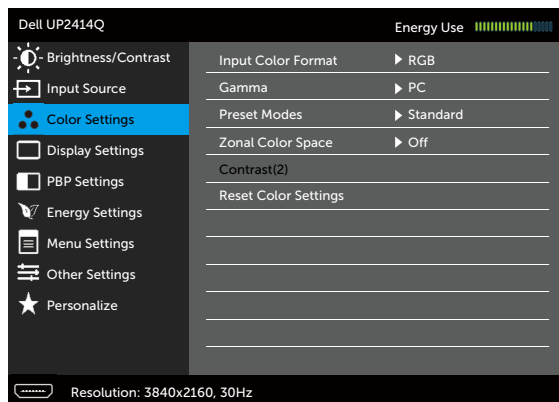 Dell UP2414Q
Energy Use
Brightness/Contrast
Input Source
Color Settings
Display Settings
PBP Settings
Energy Settings
Menu Settings
Other Settings
Personalize
Input Color Format RGB
Gamma PC
Preset Modes Standard
Zonal Color Space Off
Contrast(2)
Reset Color Settings
Resolution: 3840x2160, 30Hz